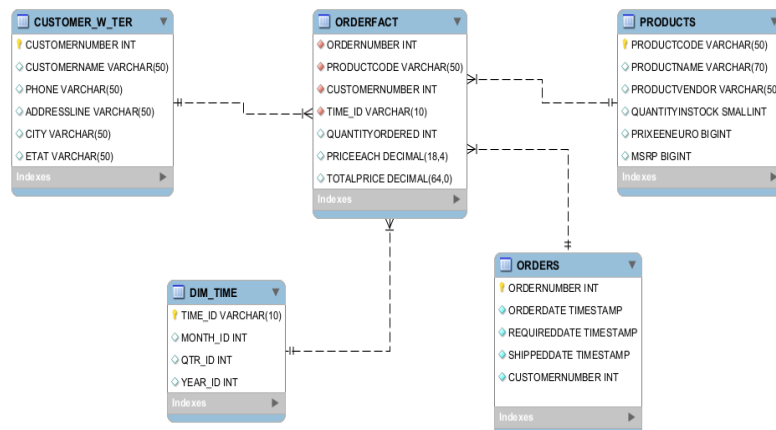 CUSTOMER_W_TER
CUSTOMERNUMBER INT
CUSTOMERNAME VARCHAR(50)
PHONE VARCHAR(50)
ADDRESSLINE VARCHAR(50)
CITY VARCHAR(50)
ETAT VARCHAR(50)
Indexes
ORDERFACT
ORDERNUMBER INT
PRODUCTCODE VARCHAR(50)
CUSTOMERNUMBER INT
TIME_ID VARCHAR(10)
QUANTITYORDERED INT
PRICEEACH DECIMAL(18,4)
TOTALPRICE DECIMAL(64,0)
Indexes
PRODUCTS
PRODUCTCODE VARCHAR(50)
PRODUCTNAME VARCHAR(70)
PRODUCTVENDOR VARCHAR(50
QUANTITYINSTOCK SMALLINT
PRIXEENEURO BIGINT
MSRP BIGINT
Indexes
DIM_TIME
TIME_ID VARCHAR(10)
MONTH_ID INT
QTR_ID INT
YEAR_ID INT
Indexes
ORDERS
ORDERNUMBER INT
ORDERDATE TIMESTAMP
REQUIREDDATE TIMESTAMP
SHIPPEDDATE TIMESTAMP
CUSTOMERNUMBER INT
Indexes